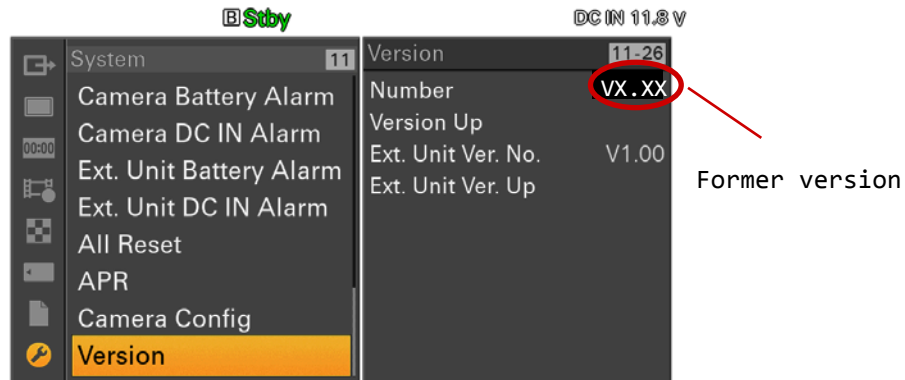 B Stby
DC IN 11.8 V
System 11
Camera Battery Alarm
Camera DC IN Alarm
Ext. Unit Battery Alarm
Ext. Unit DC IN Alarm
All Reset
APR
Camera Config
Version
00:00
Version 11-26
Number VX.XX
Version Up
Ext. Unit Ver. No. V1.00
Ext. Unit Ver. Up
Former version